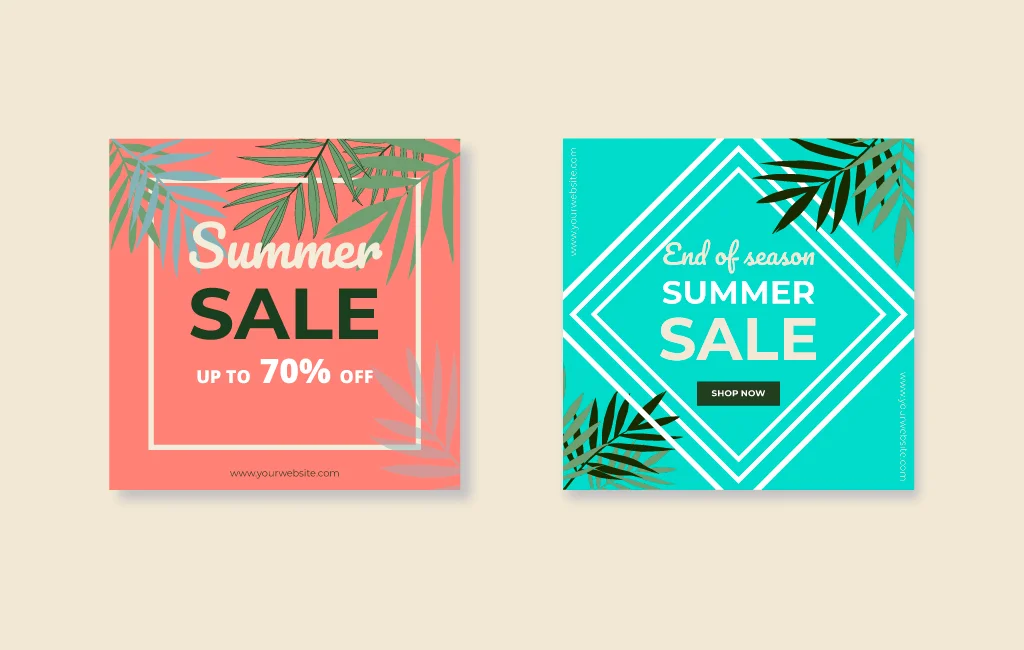 Summer
SALE
UP TO 70% OFF
www.yourwebsite.com
www.yourwebsite.com
End of season
SUMMER
SALE
SHOP NOW
www.yourwebsite.com